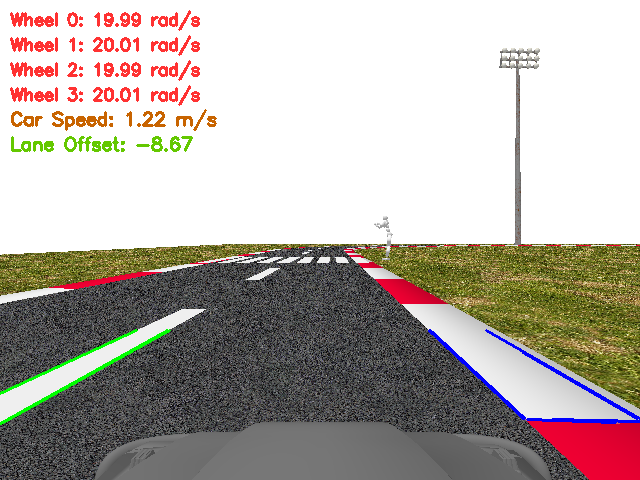 Wheel 0: 19.99 rad/s
Wheel 1: 20.01 rad/s
Wheel 2: 19.99 rad/s
Wheel 3: 20.01 rad/s
Car Speed: 1.22 m/s
Lane Offset: -8.67